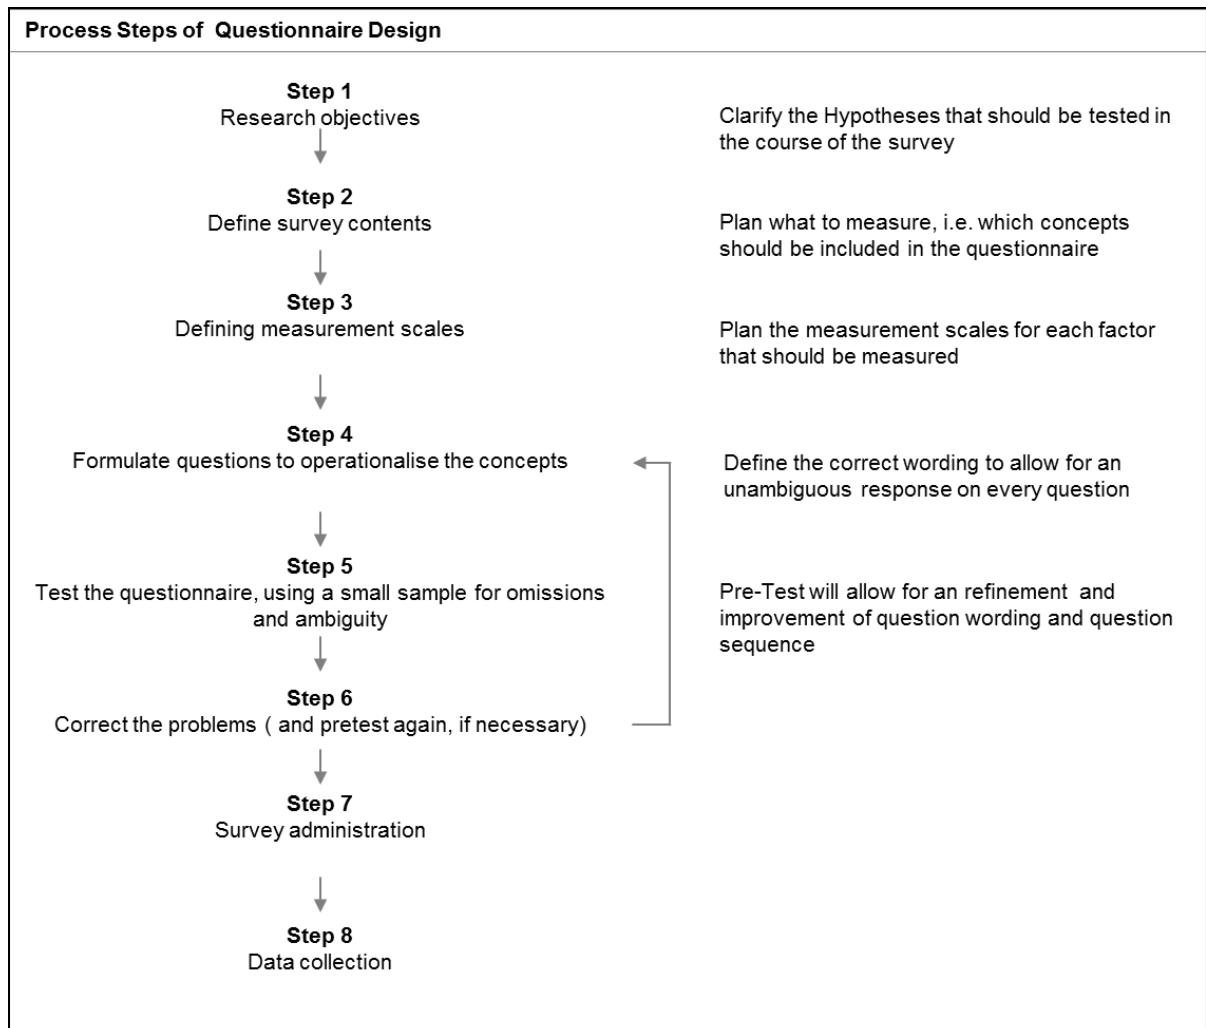 Process Steps of Questionnaire Design
Step 1
Research objectives
Clarify the Hypotheses that should be tested in
the course of the survey
Step 2
Define survey contents
Plan what to measure, i.e. which concepts
should be included in the questionnaire
Step 3
Defining measurement scales
Plan the measurement scales for each factor
that should be measured
Step 4
Formulate questions to operationalise the concepts
Define the correct wording to allow for an
unambiguous response on every question
Step 5
Test the questionnaire, using a small sample for omissions
and ambiguity
Pre-Test will allow for an refinement and
improvement of question wording and question
sequence
Step 6
Correct the problems ( and pretest again, if necessary)
Step 7
Survey administration
Step 8
Data collection